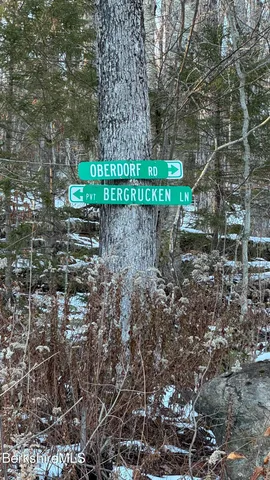 OBERDORF RD
PVT BERGRUCKEN LN
BerkshireMLS